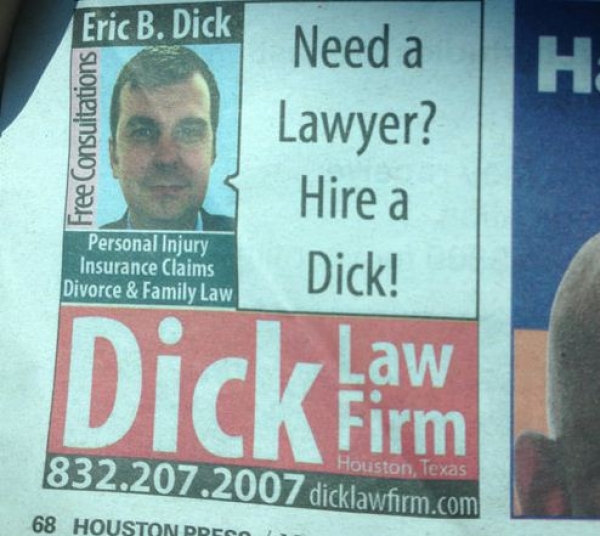 Eric B. Dick
Free Consultations
Need a
Lawyer?
Hire a
Dick!
Personal Injury
Insurance Claims
Divorce & Family Law
Dick Law
Firm
Houston, Texas
832.207.2007 dicklawfirm.com
68 HOUSTON PRESS
H